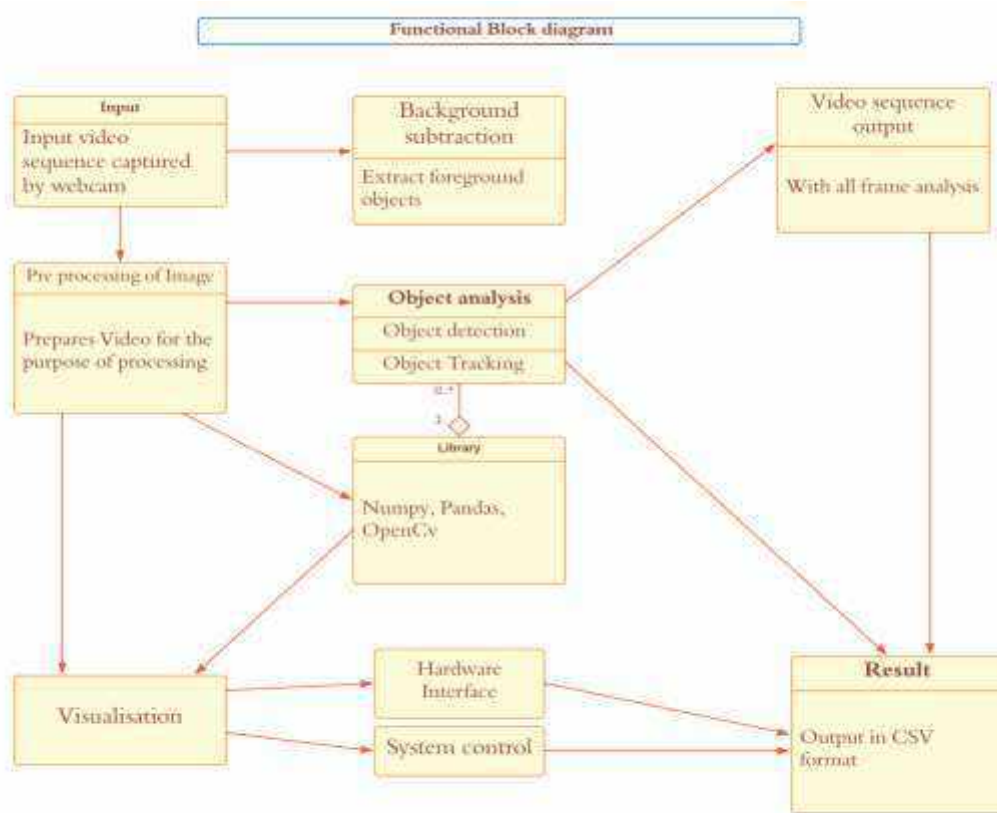 Functional Block diagram
Input
Input video
sequence captured
by webcam
Background
subtraction
Extract foreground
objects
Video sequence
output
With all frame analysis
Pre processing of Image
Prepares Video for the
purpose of processing
Object analysis
Object detection
Object Tracking
0..*
1
Library
Numpy, Pandas,
OpenCv
Visualisation
Hardware
Interface
System control
Result
Output in CSV
format